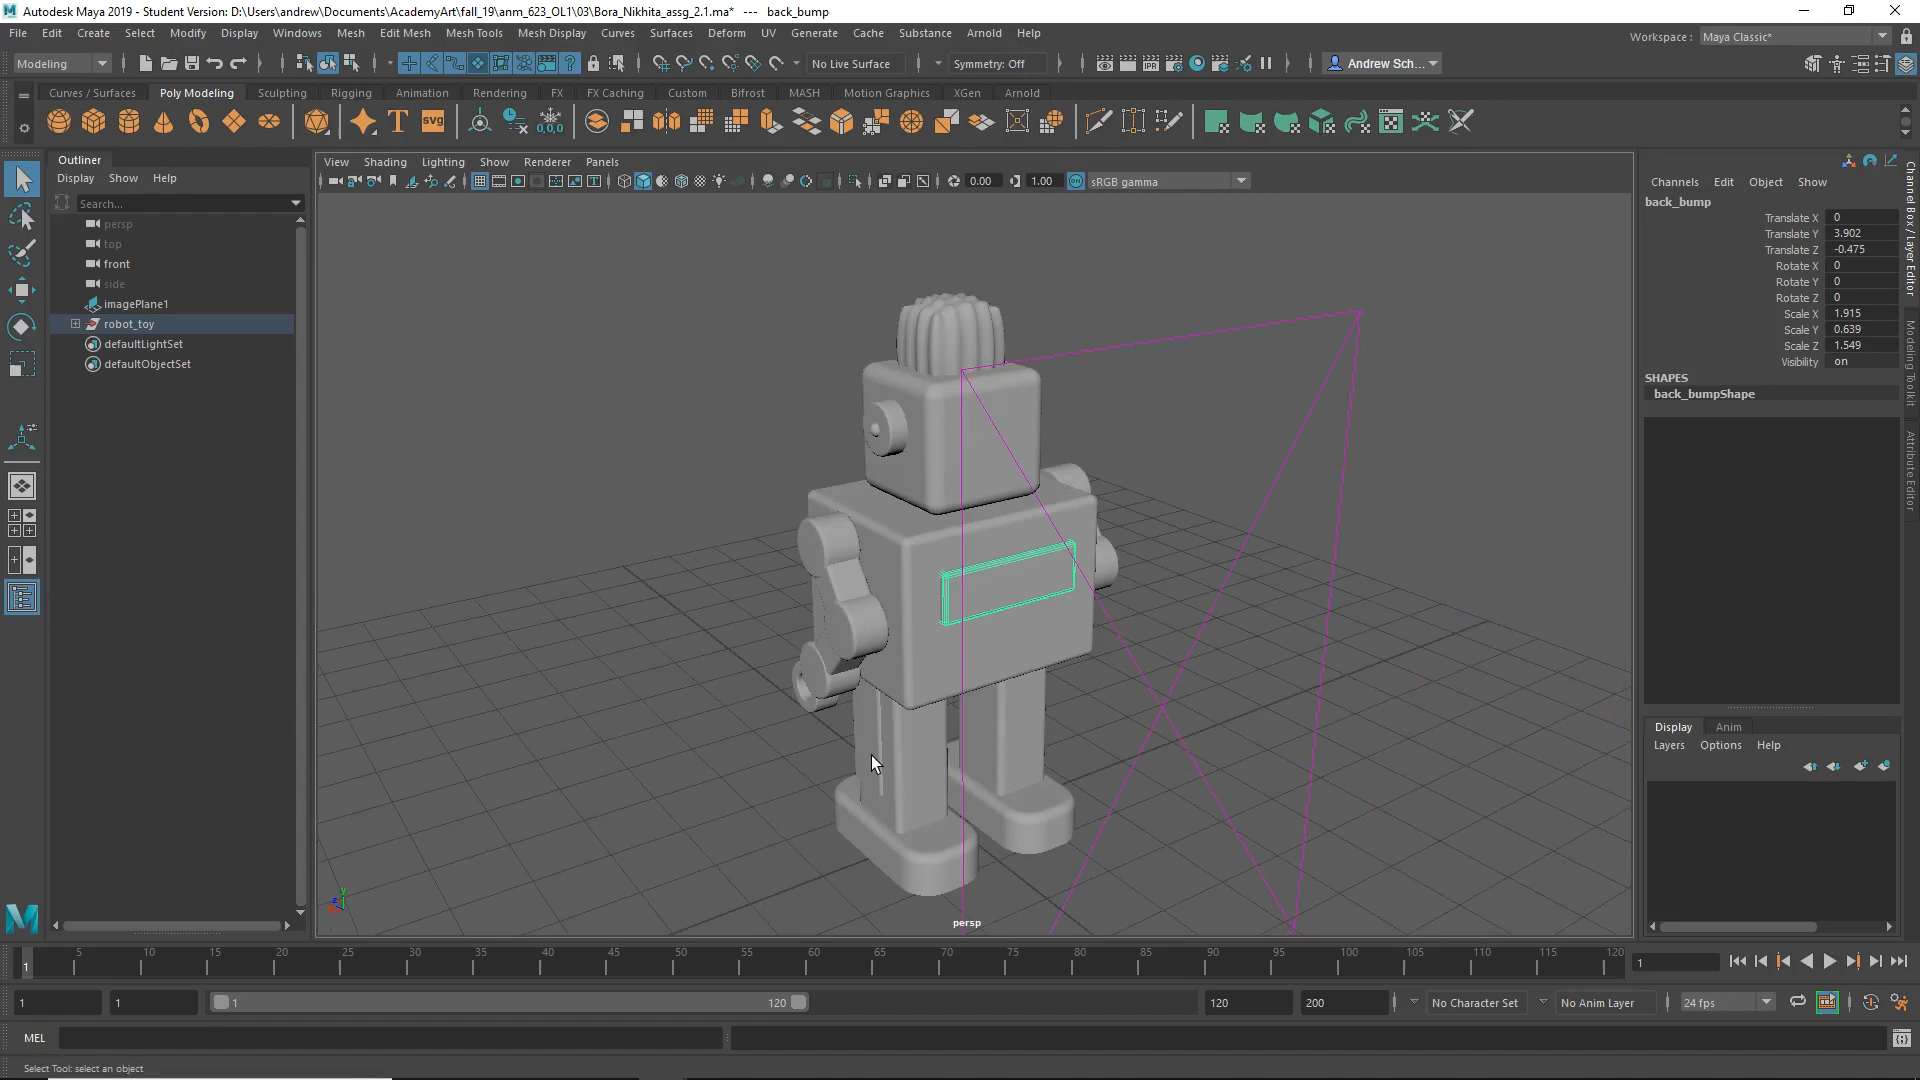 Autodesk Maya 2019 - Student Version: D:\Users\andrew\Documents\AcademyArt\fall_19\anm_623_OL1\03\Bora_Nikhita_assg_2.1.ma* --- back_bump
File Edit Create Select Modify Display Windows Mesh Edit Mesh Mesh Tools Mesh Display Curves Surfaces Deform UV Generate Cache Substance Arnold Help
Workspace : Maya Classic*
Modeling No Live Surface Symmetry: Off Andrew Sch...
Curves / Surfaces Poly Modeling Sculpting Rigging Animation Rendering FX FX Caching Custom Bifrost MASH Motion Graphics XGen Arnold
Outliner
Display Show Help
Search...
persp
top
front
side
imagePlane1
robot_toy
defaultLightSet
defaultObjectSet
View Shading Lighting Show Renderer Panels
0.00 1.00 sRGB gamma
persp
Channels Edit Object Show
back_bump
Translate X 0
Translate Y 3.902
Translate Z -0.475
Rotate X 0
Rotate Y 0
Rotate Z 0
Scale X 1.915
Scale Y 0.639
Scale Z 1.549
Visibility on
SHAPES
back_bumpShape
Display Anim
Layers Options Help
Channel Box / Layer Editor
Modeling Toolkit
Attribute Editor
1 5 10 15 20 25 30 35 40 45 50 55 60 65 70 75 80 85 90 95 100 105 110 115 120 1
1 1 1 120 120 200 No Character Set No Anim Layer 24 fps
MEL
Select Tool: select an object